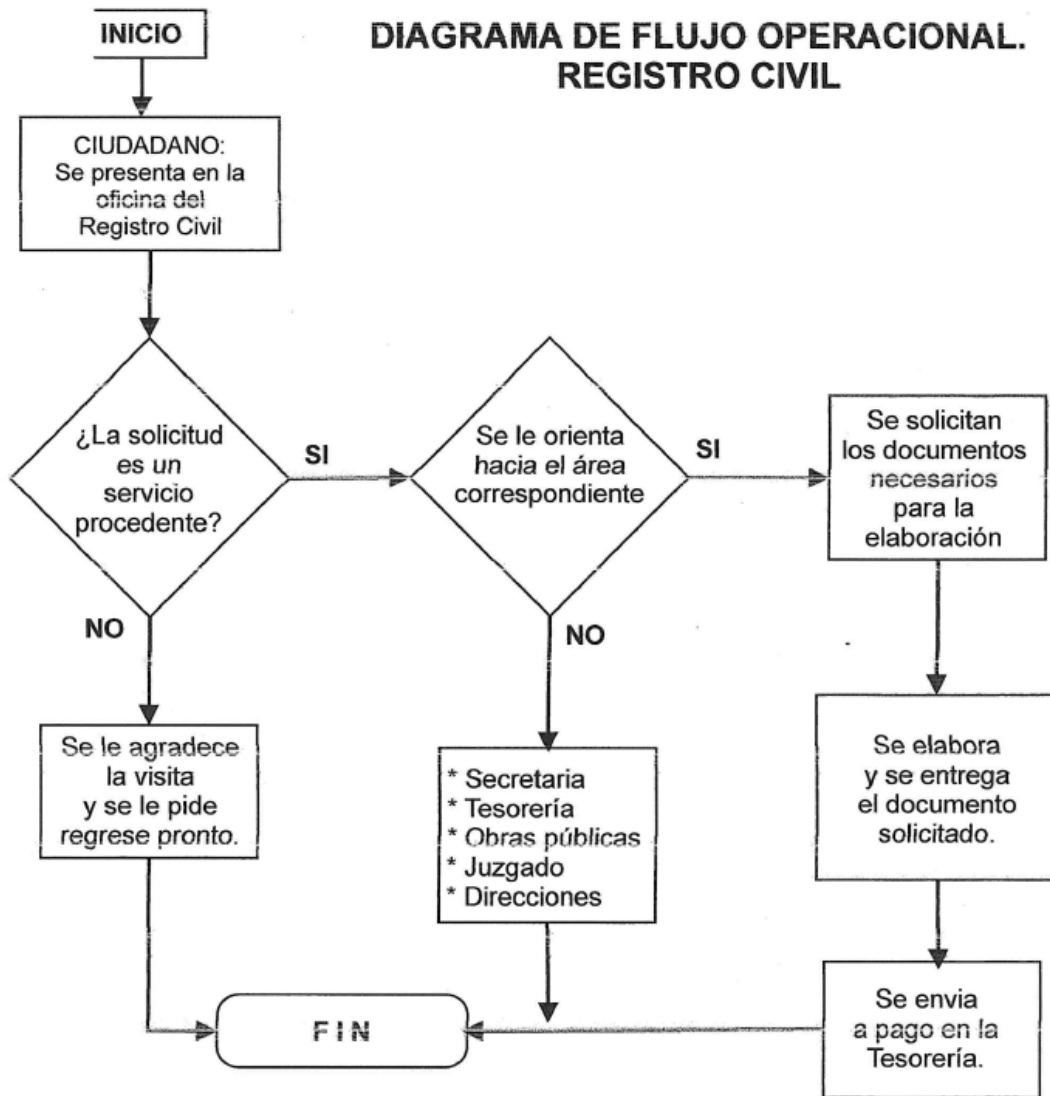 INICIO
DIAGRAMA DE FLUJO OPERACIONAL.
REGISTRO CIVIL
CIUDADANO:
Se presenta en la
oficina del
Registro Civil
¿La solicitud
es un
servicio
procedente?
SI
Se le orienta
hacia el área
correspondiente
SI
Se solicitan
los documentos
necesarios
para la
elaboración
NO
NO
Se le agradece
la visita
y se le pide
regrese pronto.
* Secretaria
* Tesorería
* Obras públicas
* Juzgado
* Direcciones
Se elabora
y se entrega
el documento
solicitado.
Se envia
a pago en la
Tesorería.
FIN